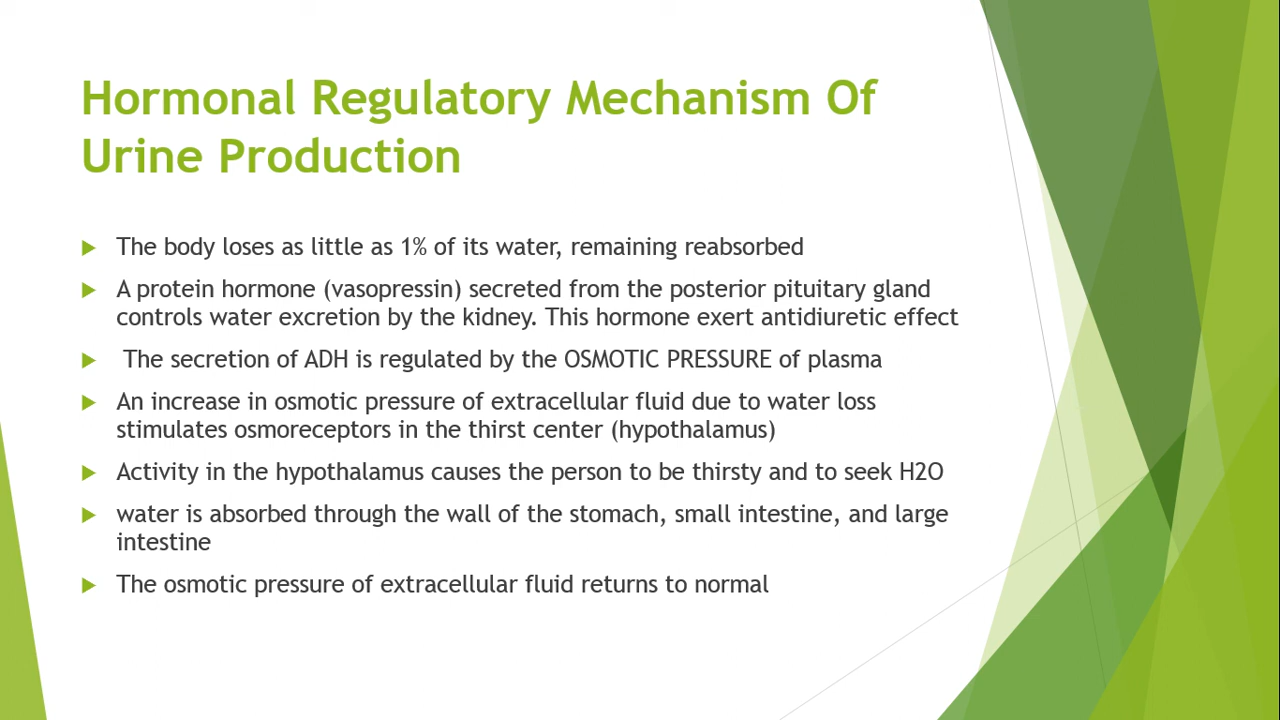 Hormonal Regulatory Mechanism Of
Urine Production
The body loses as little as 1% of its water, remaining reabsorbed
A protein hormone (vasopressin) secreted from the posterior pituitary gland
controls water excretion by the kidney. This hormone exert antidiuretic effect
The secretion of ADH is regulated by the OSMOTIC PRESSURE of plasma
An increase in osmotic pressure of extracellular fluid due to water loss
stimulates osmoreceptors in the thirst center (hypothalamus)
Activity in the hypothalamus causes the person to be thirsty and to seek H2O
water is absorbed through the wall of the stomach, small intestine, and large
intestine
The osmotic pressure of extracellular fluid returns to normal